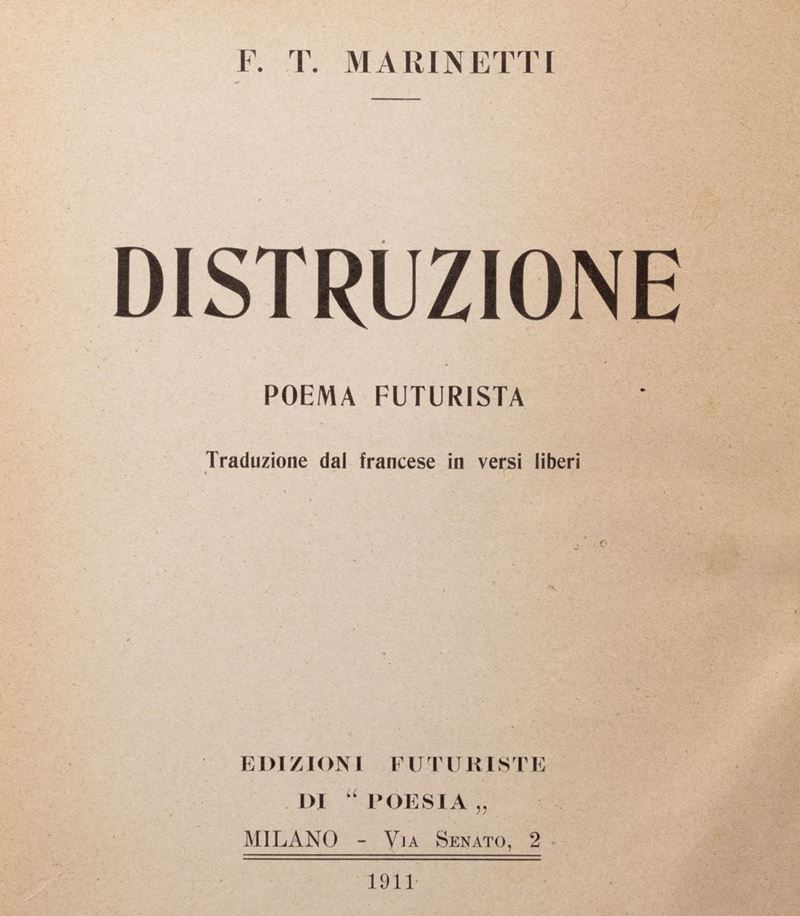 F. T. MARINETTI
DISTRUZIONE
POEMA FUTURISTA
Traduzione dal francese in versi liberi
EDIZIONI FUTURISTE
DI “ POESIA „
MILANO - VIA SENATO, 2
1911